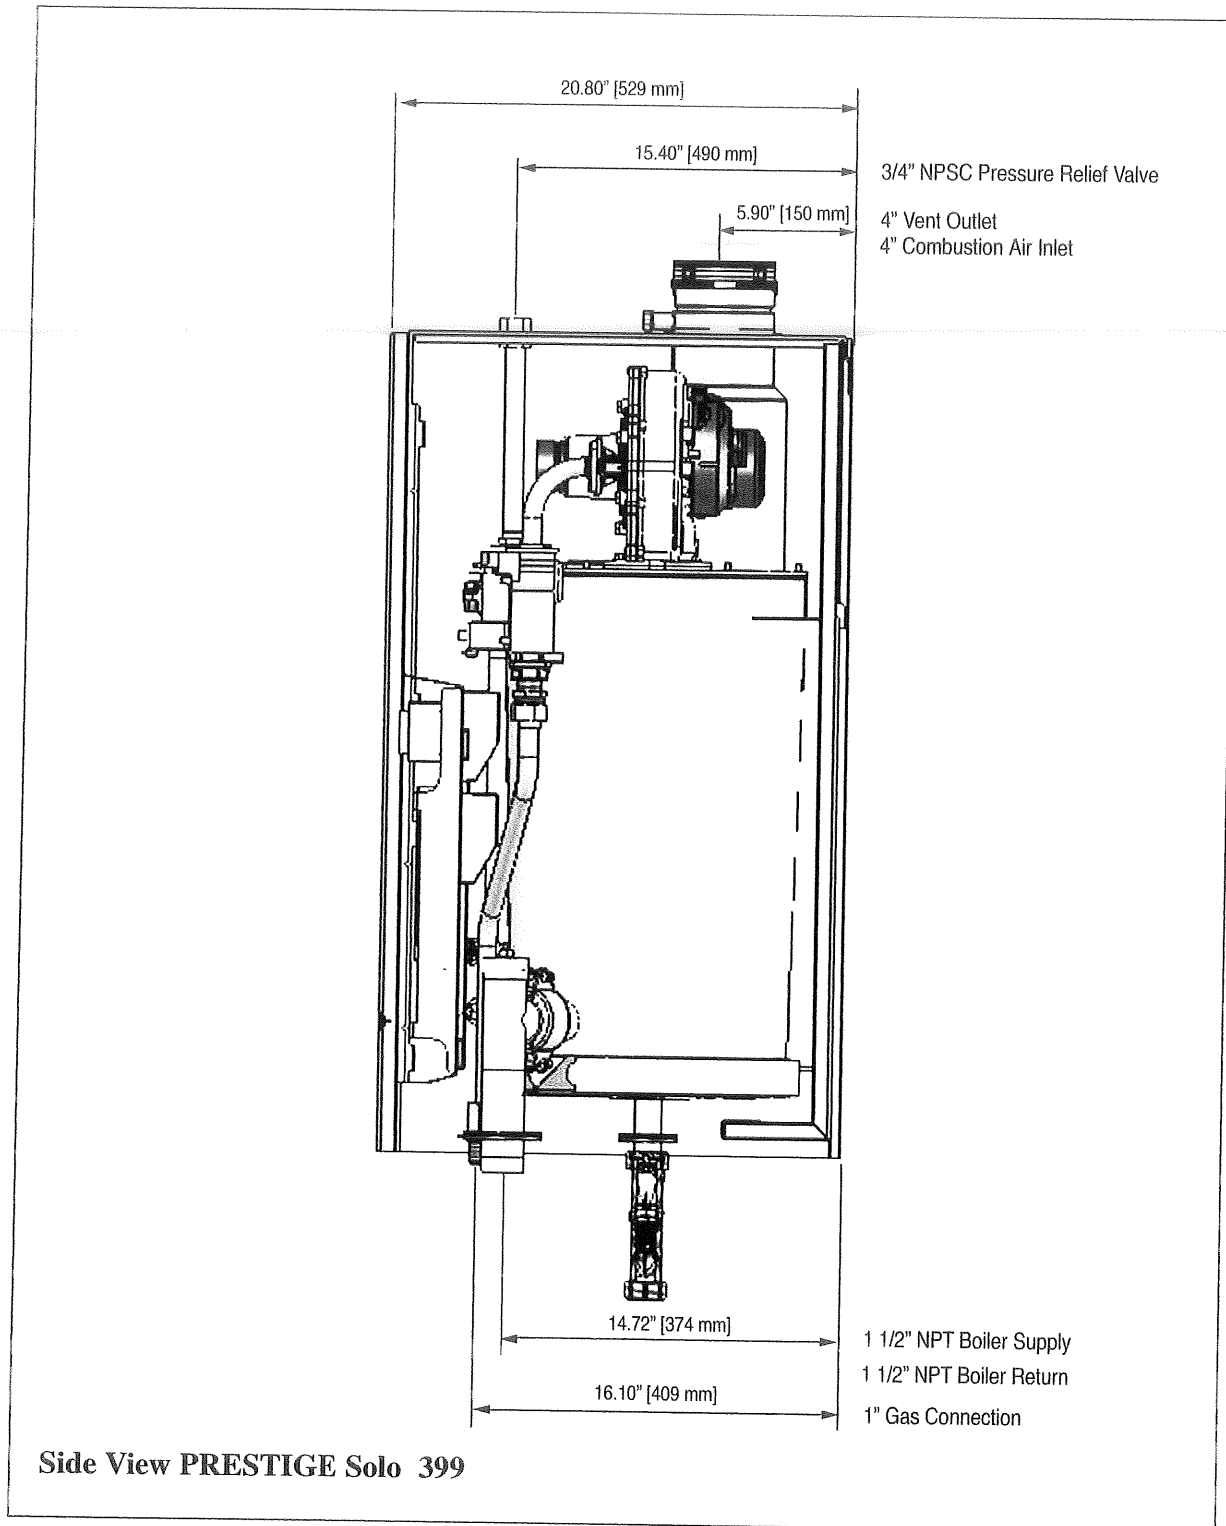 20.80" [529 mm]
15.40" [490 mm]
3/4" NPSC Pressure Relief Valve
5.90" [150 mm]
4" Vent Outlet
4" Combustion Air Inlet
14.72" [374 mm]
1 1/2" NPT Boiler Supply
1 1/2" NPT Boiler Return
16.10" [409 mm]
1" Gas Connection
Side View PRESTIGE Solo 399